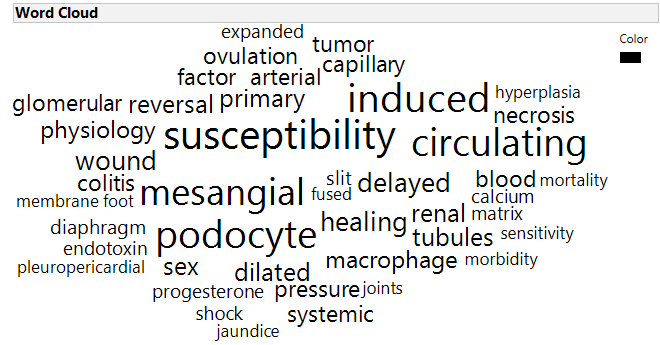 Word Cloud
Color
expanded
tumor
ovulation
capillary
factor arterial
induced
hyperplasia
glomerular reversal primary
necrosis
physiology susceptibility circulating
wound
colitis mesangial slit delayed blood mortality
membrane foot fused calcium
diaphragm podocyte healing renal matrix
endotoxin tubules sensitivity
pleuropericardial sex dilated macrophage morbidity
progesterone pressure joints
shock systemic
jaundice